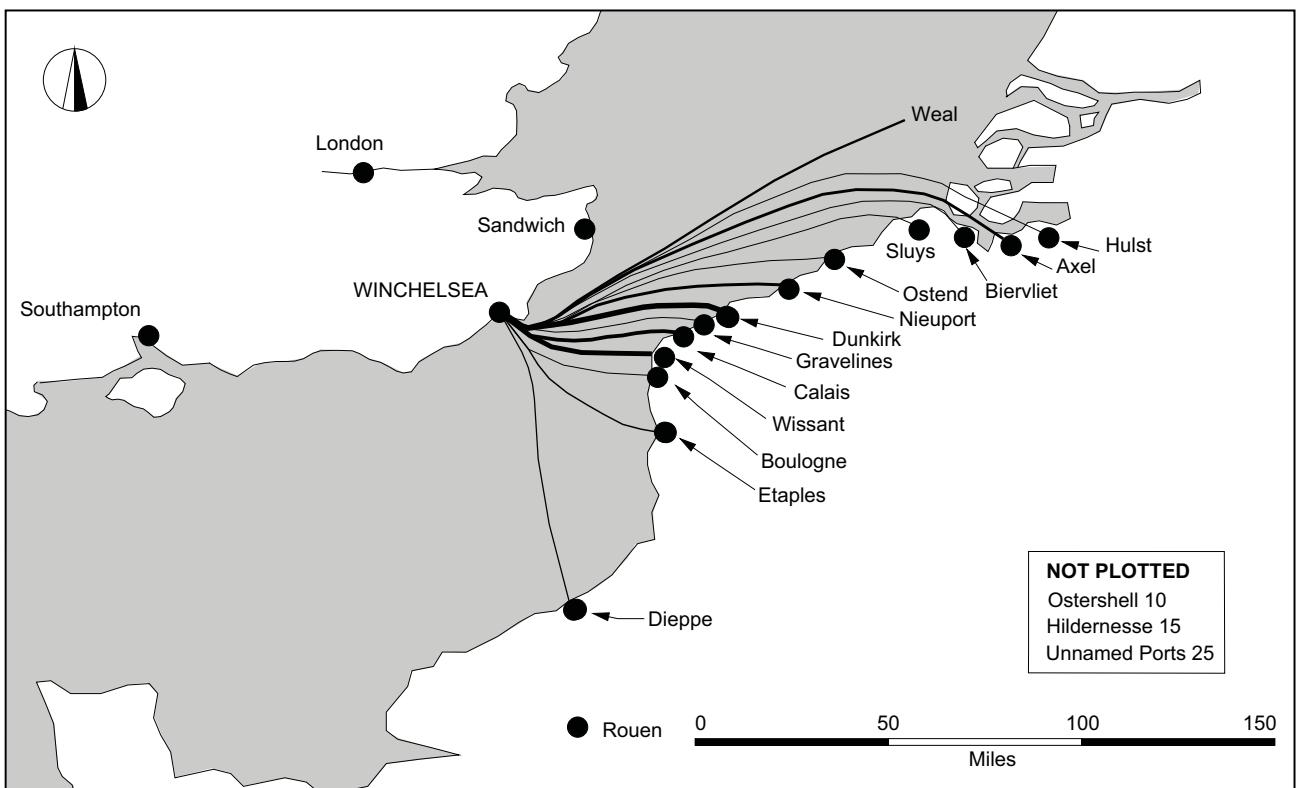 Weal
London
Sandwich
Sluys
Hulst
Axel
Biervliet
WINCHELSEA
Ostend
Southampton
Nieuport
Dunkirk
Gravelines
Calais
Wissant
Boulogne
Etaples
NOT PLOTTED
Ostershell 10
Hildernesse 15
Unnamed Ports 25
Dieppe
Rouen
0 50 100 150
Miles